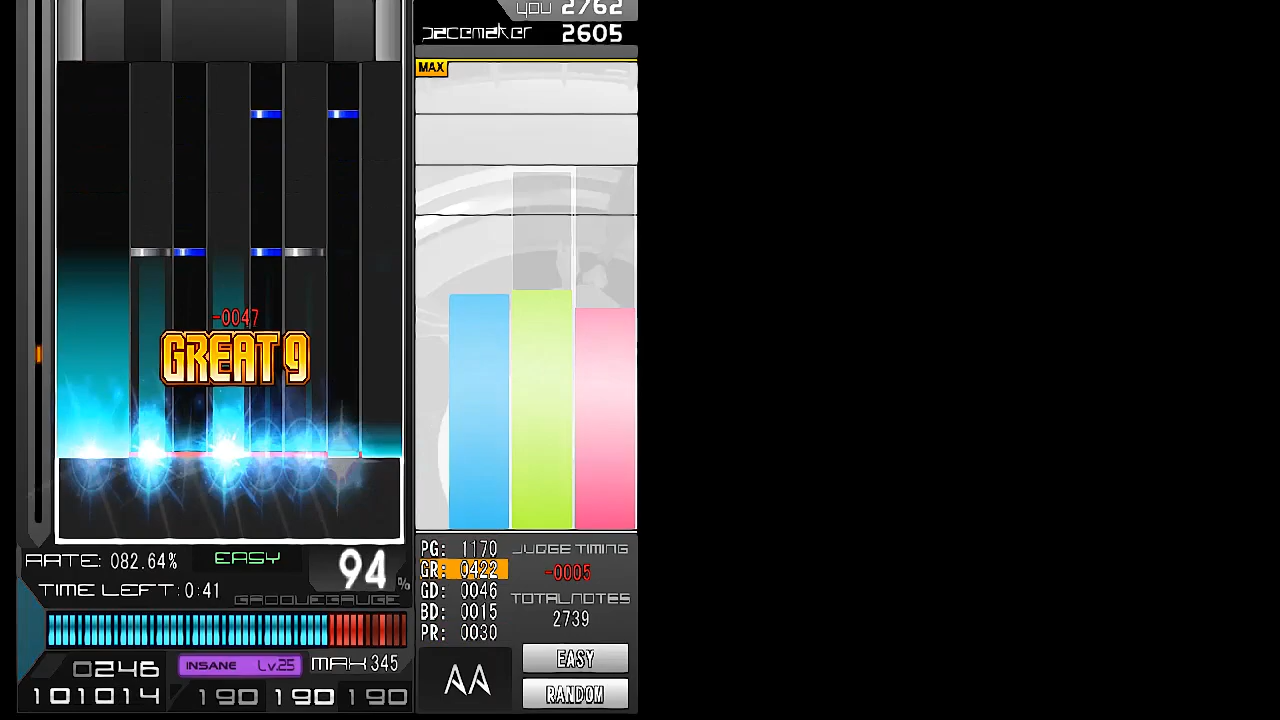 you 2762
pacemaker 2605
MAX
-0047
GREAT 9
RATE: 082.64% EASY 94 %
TIME LEFT: 0:41
GROOVEGAUGE
PG: 1170
GR: 0422
GD: 0046
BD: 0015
PR: 0030
JUDGE TIMING
-0005
TOTALNOTES
2739
0246 INSANE Lv.25 MAX 345
101014 190 190 190
AA
EASY
RANDOM